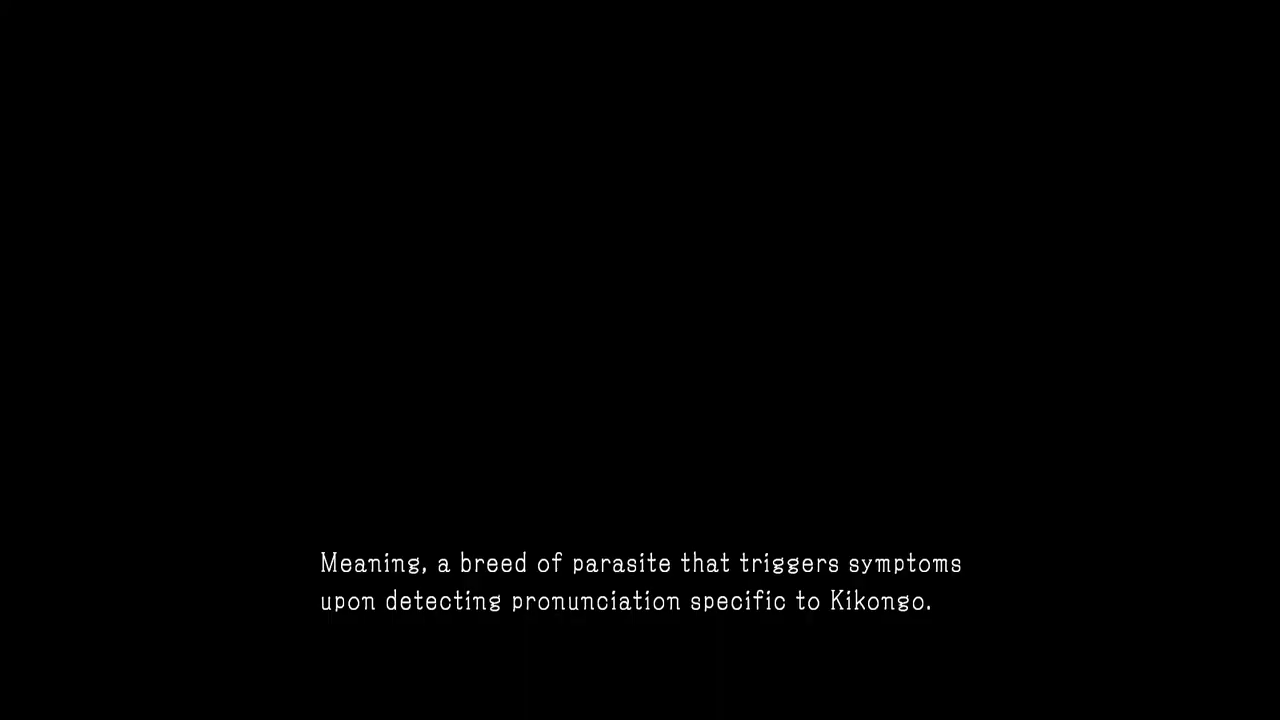 Meaning, a breed of parasite that triggers symptoms
upon detecting pronunciation specific to Kikongo.